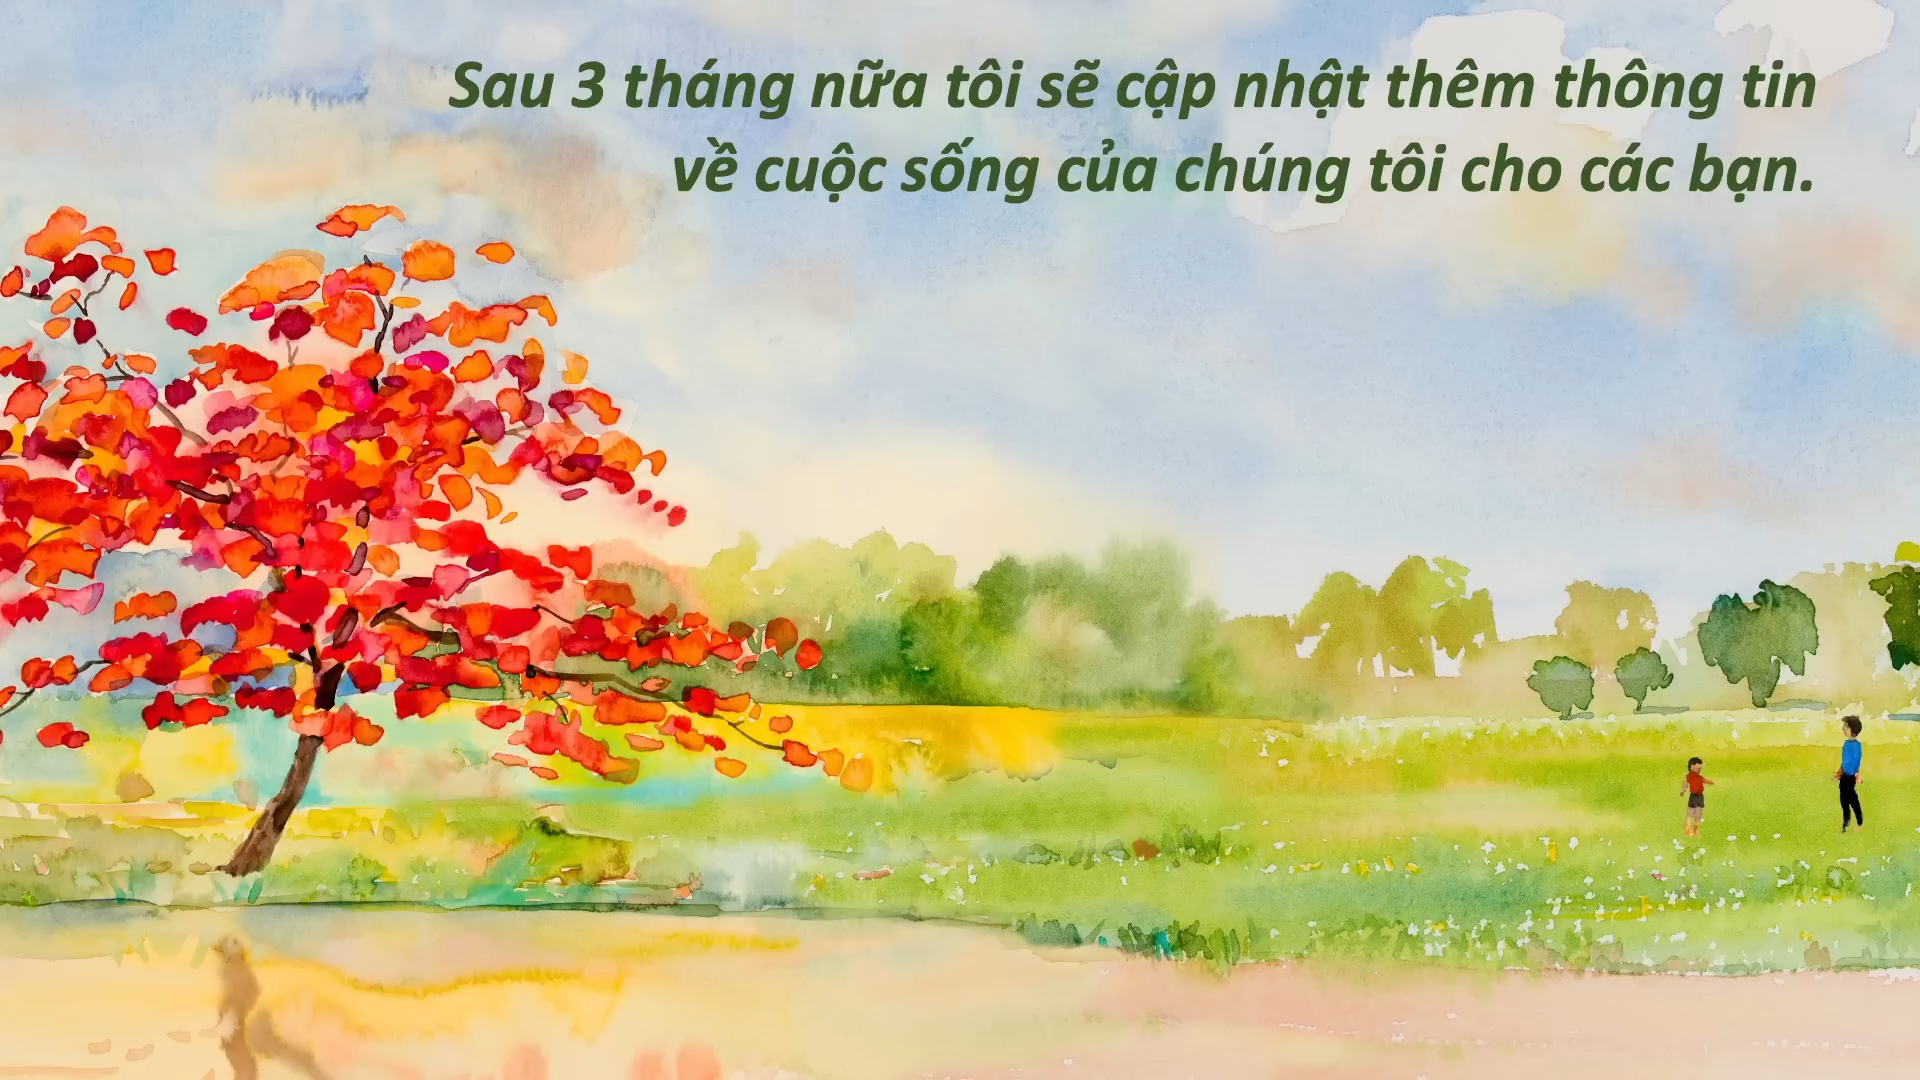 Sau 3 tháng nữa tôi sẽ cập nhật thêm thông tin
về cuộc sống của chúng tôi cho các bạn.